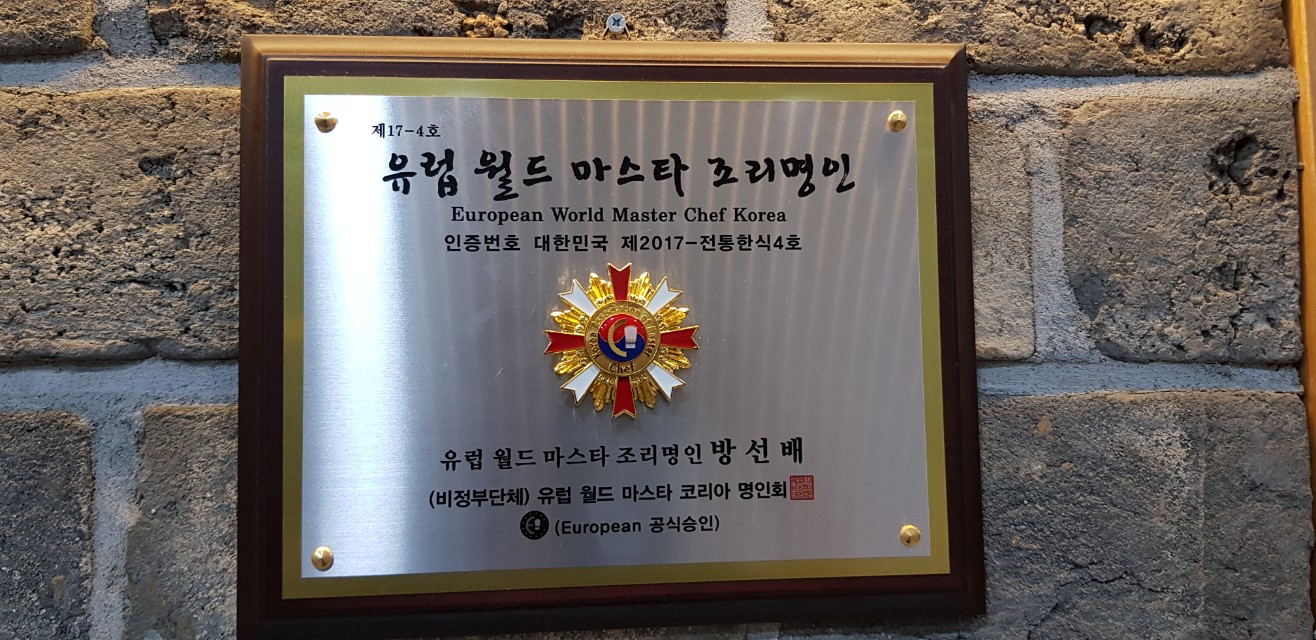 제17-4호
유럽 월드 마스타 조리명인
European World Master Chef Korea
인증번호 대한민국 제2017-전통한식4호
Chef
유럽 월드 마스타 조리명인 방 선 배
(비정부단체) 유럽 월드 마스타 코리아 명인회
(European 공식승인)